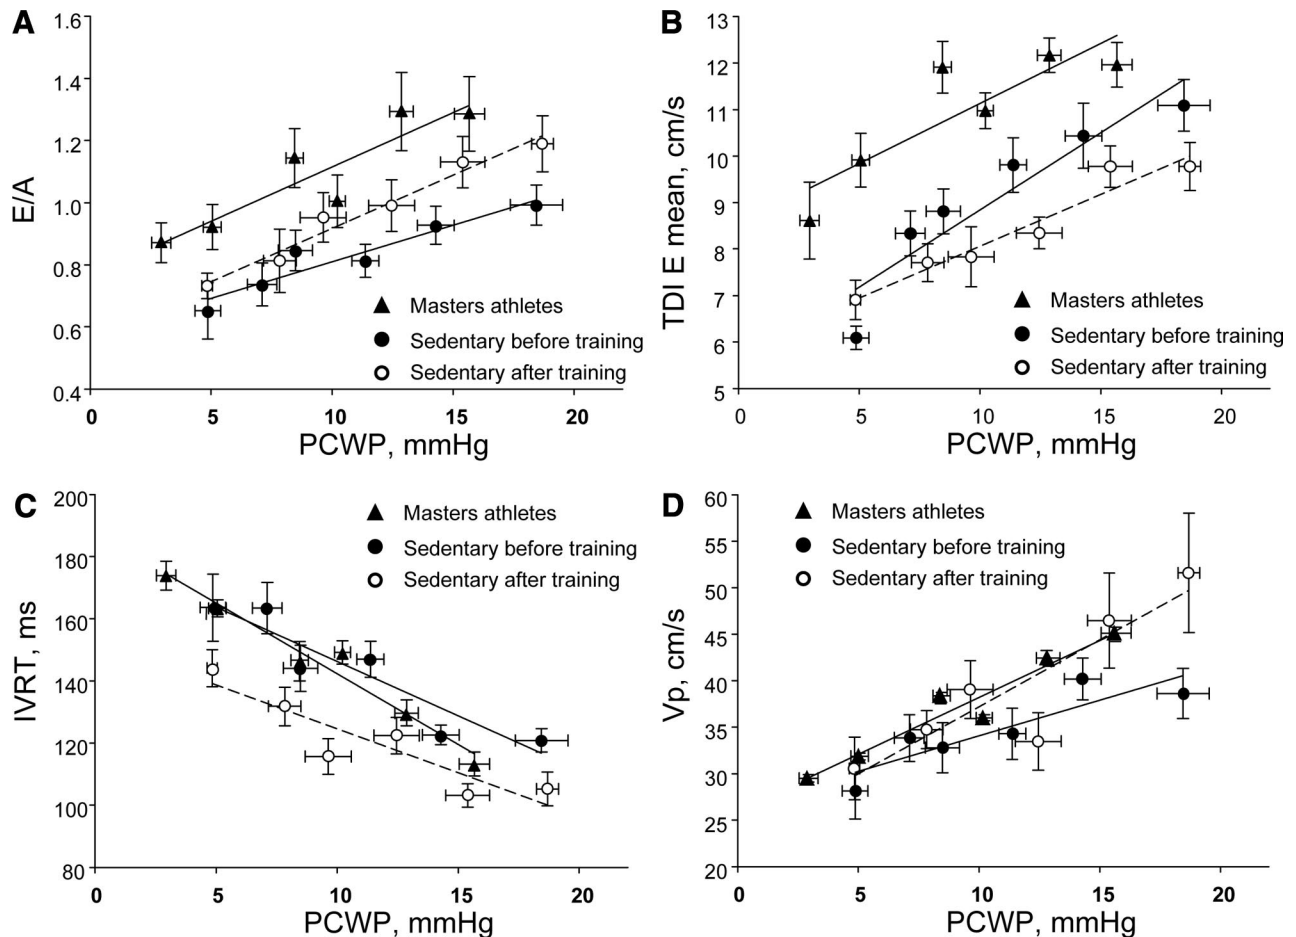 A
1.6
1.4
1.2
1.0
0.8
0.6
0.4
E/A
Masters athletes
Sedentary before training
Sedentary after training
0 5 10 15 20
PCWP, mmHg
B
13
12
11
10
9
8
7
6
5
TDI E mean, cm/s
Masters athletes
Sedentary before training
Sedentary after training
0 5 10 15 20
PCWP, mmHg
C
200
180
160
140
120
100
80
IVRT, ms
Masters athletes
Sedentary before training
Sedentary after training
0 5 10 15 20
PCWP, mmHg
D
60
55
50
45
40
35
30
25
20
Vp, cm/s
Masters athletes
Sedentary before training
Sedentary after training
0 5 10 15 20
PCWP, mmHg